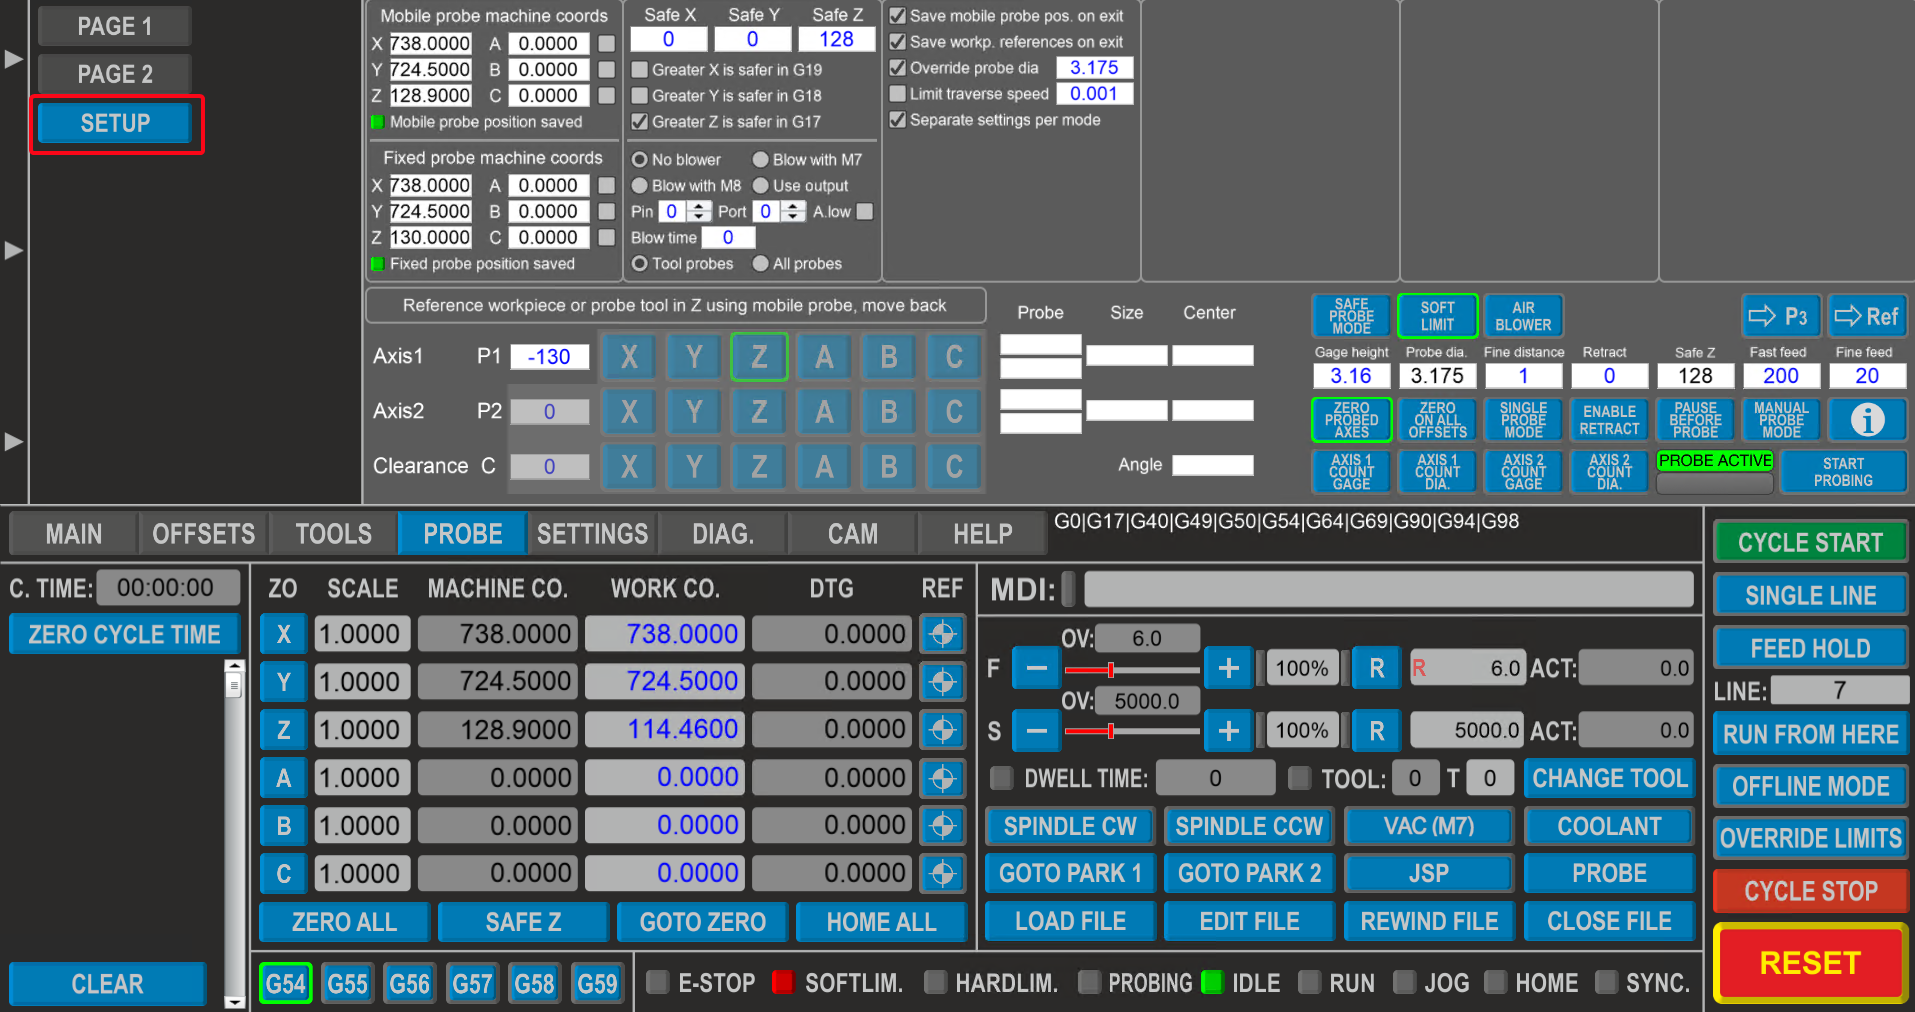 PAGE 1
PAGE 2
SETUP
Mobile probe machine coords
X 738.0000 A 0.0000
Y 724.5000 B 0.0000
Z 128.9000 C 0.0000
Mobile probe position saved
Fixed probe machine coords
X 738.0000 A 0.0000
Y 724.5000 B 0.0000
Z 130.0000 C 0.0000
Fixed probe position saved
Safe X Safe Y Safe Z
0 0 128
Greater X is safer in G19
Greater Y is safer in G18
Greater Z is safer in G17
No blower Blow with M7
Blow with M8 Use output
Pin 0 Port 0 A.low
Blow time 0
Tool probes All probes
Save mobile probe pos. on exit
Save workp. references on exit
Override probe dia 3.175
Limit traverse speed 0.001
Separate settings per mode
Reference workpiece or probe tool in Z using mobile probe, move back
Axis1 P1 -130 X Y Z A B C
Axis2 P2 0 X Y Z A B C
Clearance C 0 X Y Z A B C
Probe Size Center
Angle
SAFE PROBE MODE
SOFT LIMIT
AIR BLOWER
P3
Ref
Gage height Probe dia. Fine distance Retract Safe Z Fast feed Fine feed
3.16 3.175 1 0 128 200 20
ZERO PROBED AXES
ZERO ON ALL OFFSETS
SINGLE PROBE MODE
ENABLE RETRACT
PAUSE BEFORE PROBE
MANUAL PROBE MODE
i
AXIS 1 COUNT GAGE
AXIS 1 COUNT DIA.
AXIS 2 COUNT GAGE
AXIS 2 COUNT DIA.
PROBE ACTIVE
START PROBING
MAIN OFFSETS TOOLS PROBE SETTINGS DIAG. CAM HELP
G0|G17|G40|G49|G50|G54|G64|G69|G90|G94|G98
C. TIME: 00:00:00
ZERO CYCLE TIME
CLEAR
ZO SCALE MACHINE CO. WORK CO. DTG REF
X 1.0000 738.0000 738.0000 0.0000
Y 1.0000 724.5000 724.5000 0.0000
Z 1.0000 128.9000 114.4600 0.0000
A 1.0000 0.0000 0.0000 0.0000
B 1.0000 0.0000 0.0000 0.0000
C 1.0000 0.0000 0.0000 0.0000
ZERO ALL SAFE Z GOTO ZERO HOME ALL
G54 G55 G56 G57 G58 G59
MDI:
OV: 6.0
F − + 100% R R 6.0 ACT: 0.0
OV: 5000.0
S − + 100% R 5000.0 ACT: 0.0
DWELL TIME: 0 TOOL: 0 T 0 CHANGE TOOL
SPINDLE CW SPINDLE CCW VAC (M7) COOLANT
GOTO PARK 1 GOTO PARK 2 JSP PROBE
LOAD FILE EDIT FILE REWIND FILE CLOSE FILE
E-STOP SOFTLIM. HARDLIM. PROBING IDLE RUN JOG HOME SYNC.
CYCLE START
SINGLE LINE
FEED HOLD
LINE: 7
RUN FROM HERE
OFFLINE MODE
OVERRIDE LIMITS
CYCLE STOP
RESET